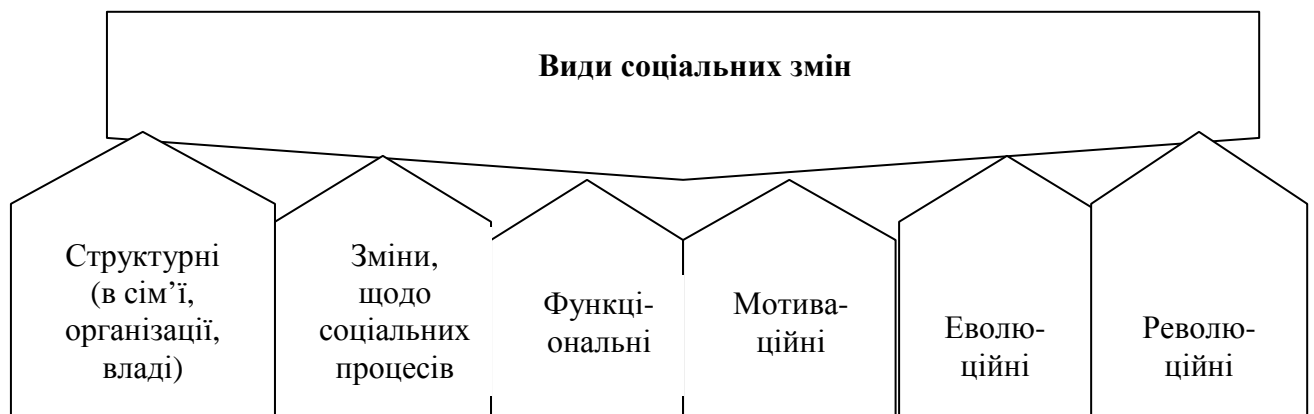 Види соціальних змін
Структурні
(в сім’ї,
організації,
владі)
Зміни,
щодо
соціальних
процесів
Функці-
ональні
Мотива-
ційні
Еволю-
ційні
Револю-
ційні